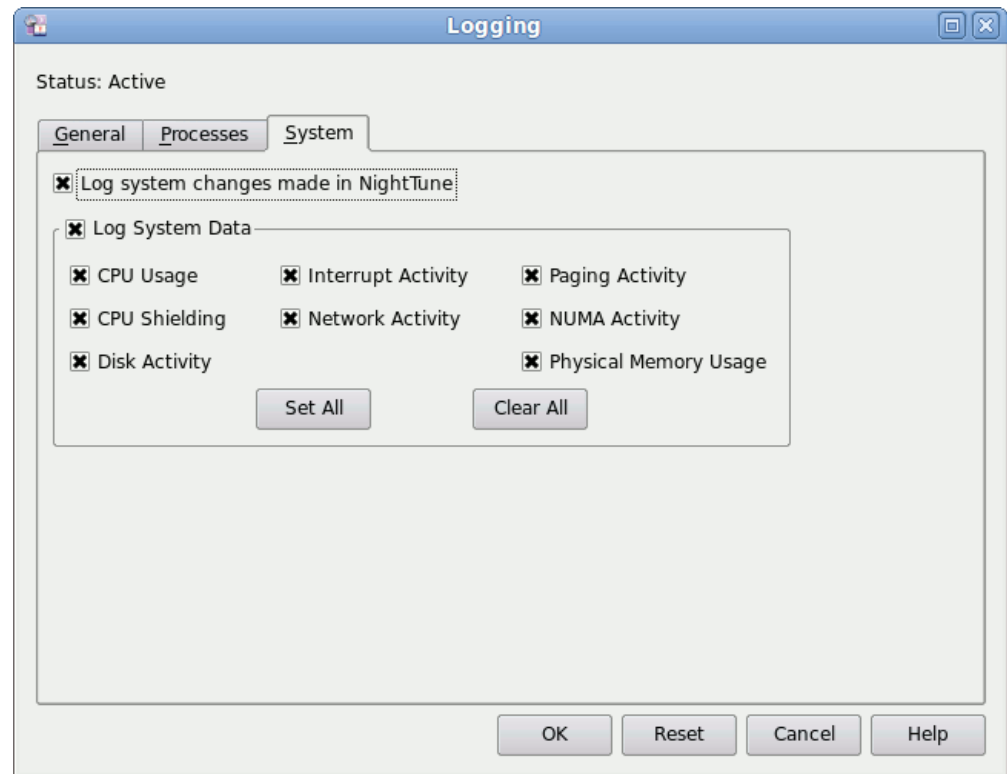 Logging
Status: Active
General Processes System
Log system changes made in NightTune
Log System Data
CPU Usage Interrupt Activity Paging Activity
CPU Shielding Network Activity NUMA Activity
Disk Activity Physical Memory Usage
Set All Clear All
OK Reset Cancel Help